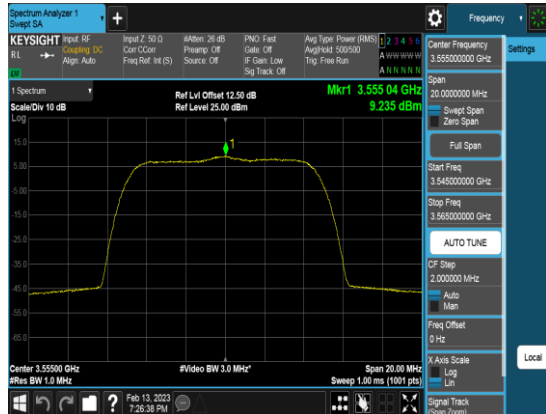 Spectrum Analyzer 1
Swept SA
Frequency
KEYSIGHT
RL
Input: RF
Coupling: DC
Align: Auto
Input Z: 50 Ω
Corr CCorr
Freq Ref: Int (S)
#Atten: 26 dB
Preamp: Off
Source: Off
PNO: Fast
Gate: Off
IF Gain: Low
Sig Track: Off
Avg Type: Power (RMS)
Avg|Hold: 500/500
Trig: Free Run
1 2 3 4 5 6
A W W W W W
A N N N N N
1 Spectrum
Scale/Div 10 dB
Log
Ref Lvl Offset 12.50 dB
Ref Level 25.00 dBm
Mkr1 3.555 04 GHz
9.235 dBm
1
15.0
5.00
-5.00
-15.0
-25.0
-35.0
-45.0
-55.0
-65.0
Center 3.55500 GHz
#Res BW 1.0 MHz
#Video BW 3.0 MHz*
Span 20.00 MHz
Sweep 1.00 ms (1001 pts)
Center Frequency
3.555000000 GHz
Settings
Span
20.0000000 MHz
Swept Span
Zero Span
Full Span
Start Freq
3.545000000 GHz
Stop Freq
3.565000000 GHz
AUTO TUNE
CF Step
2.000000 MHz
Auto
Man
Freq Offset
0 Hz
X Axis Scale
Log
Lin
Local
Signal Track
(Span Zoom)
Feb 13, 2023
7:26:38 PM